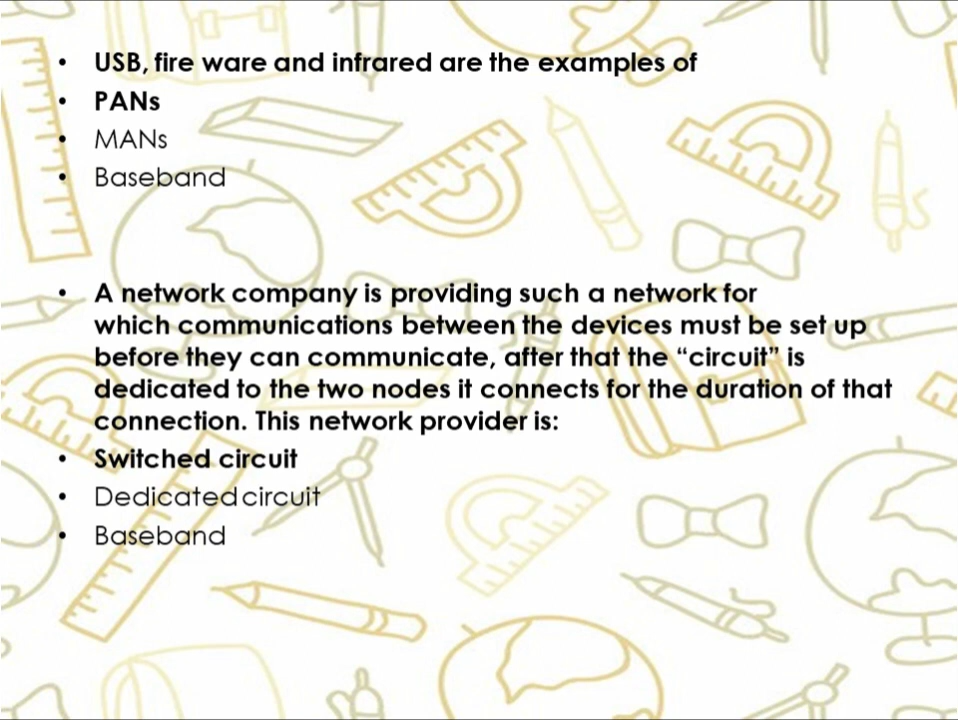 • USB, fire ware and infrared are the examples of
• PANs
• MANs
• Baseband
• A network company is providing such a network for
which communications between the devices must be set up
before they can communicate, after that the “circuit” is
dedicated to the two nodes it connects for the duration of that
connection. This network provider is:
• Switched circuit
• Dedicated circuit
• Baseband